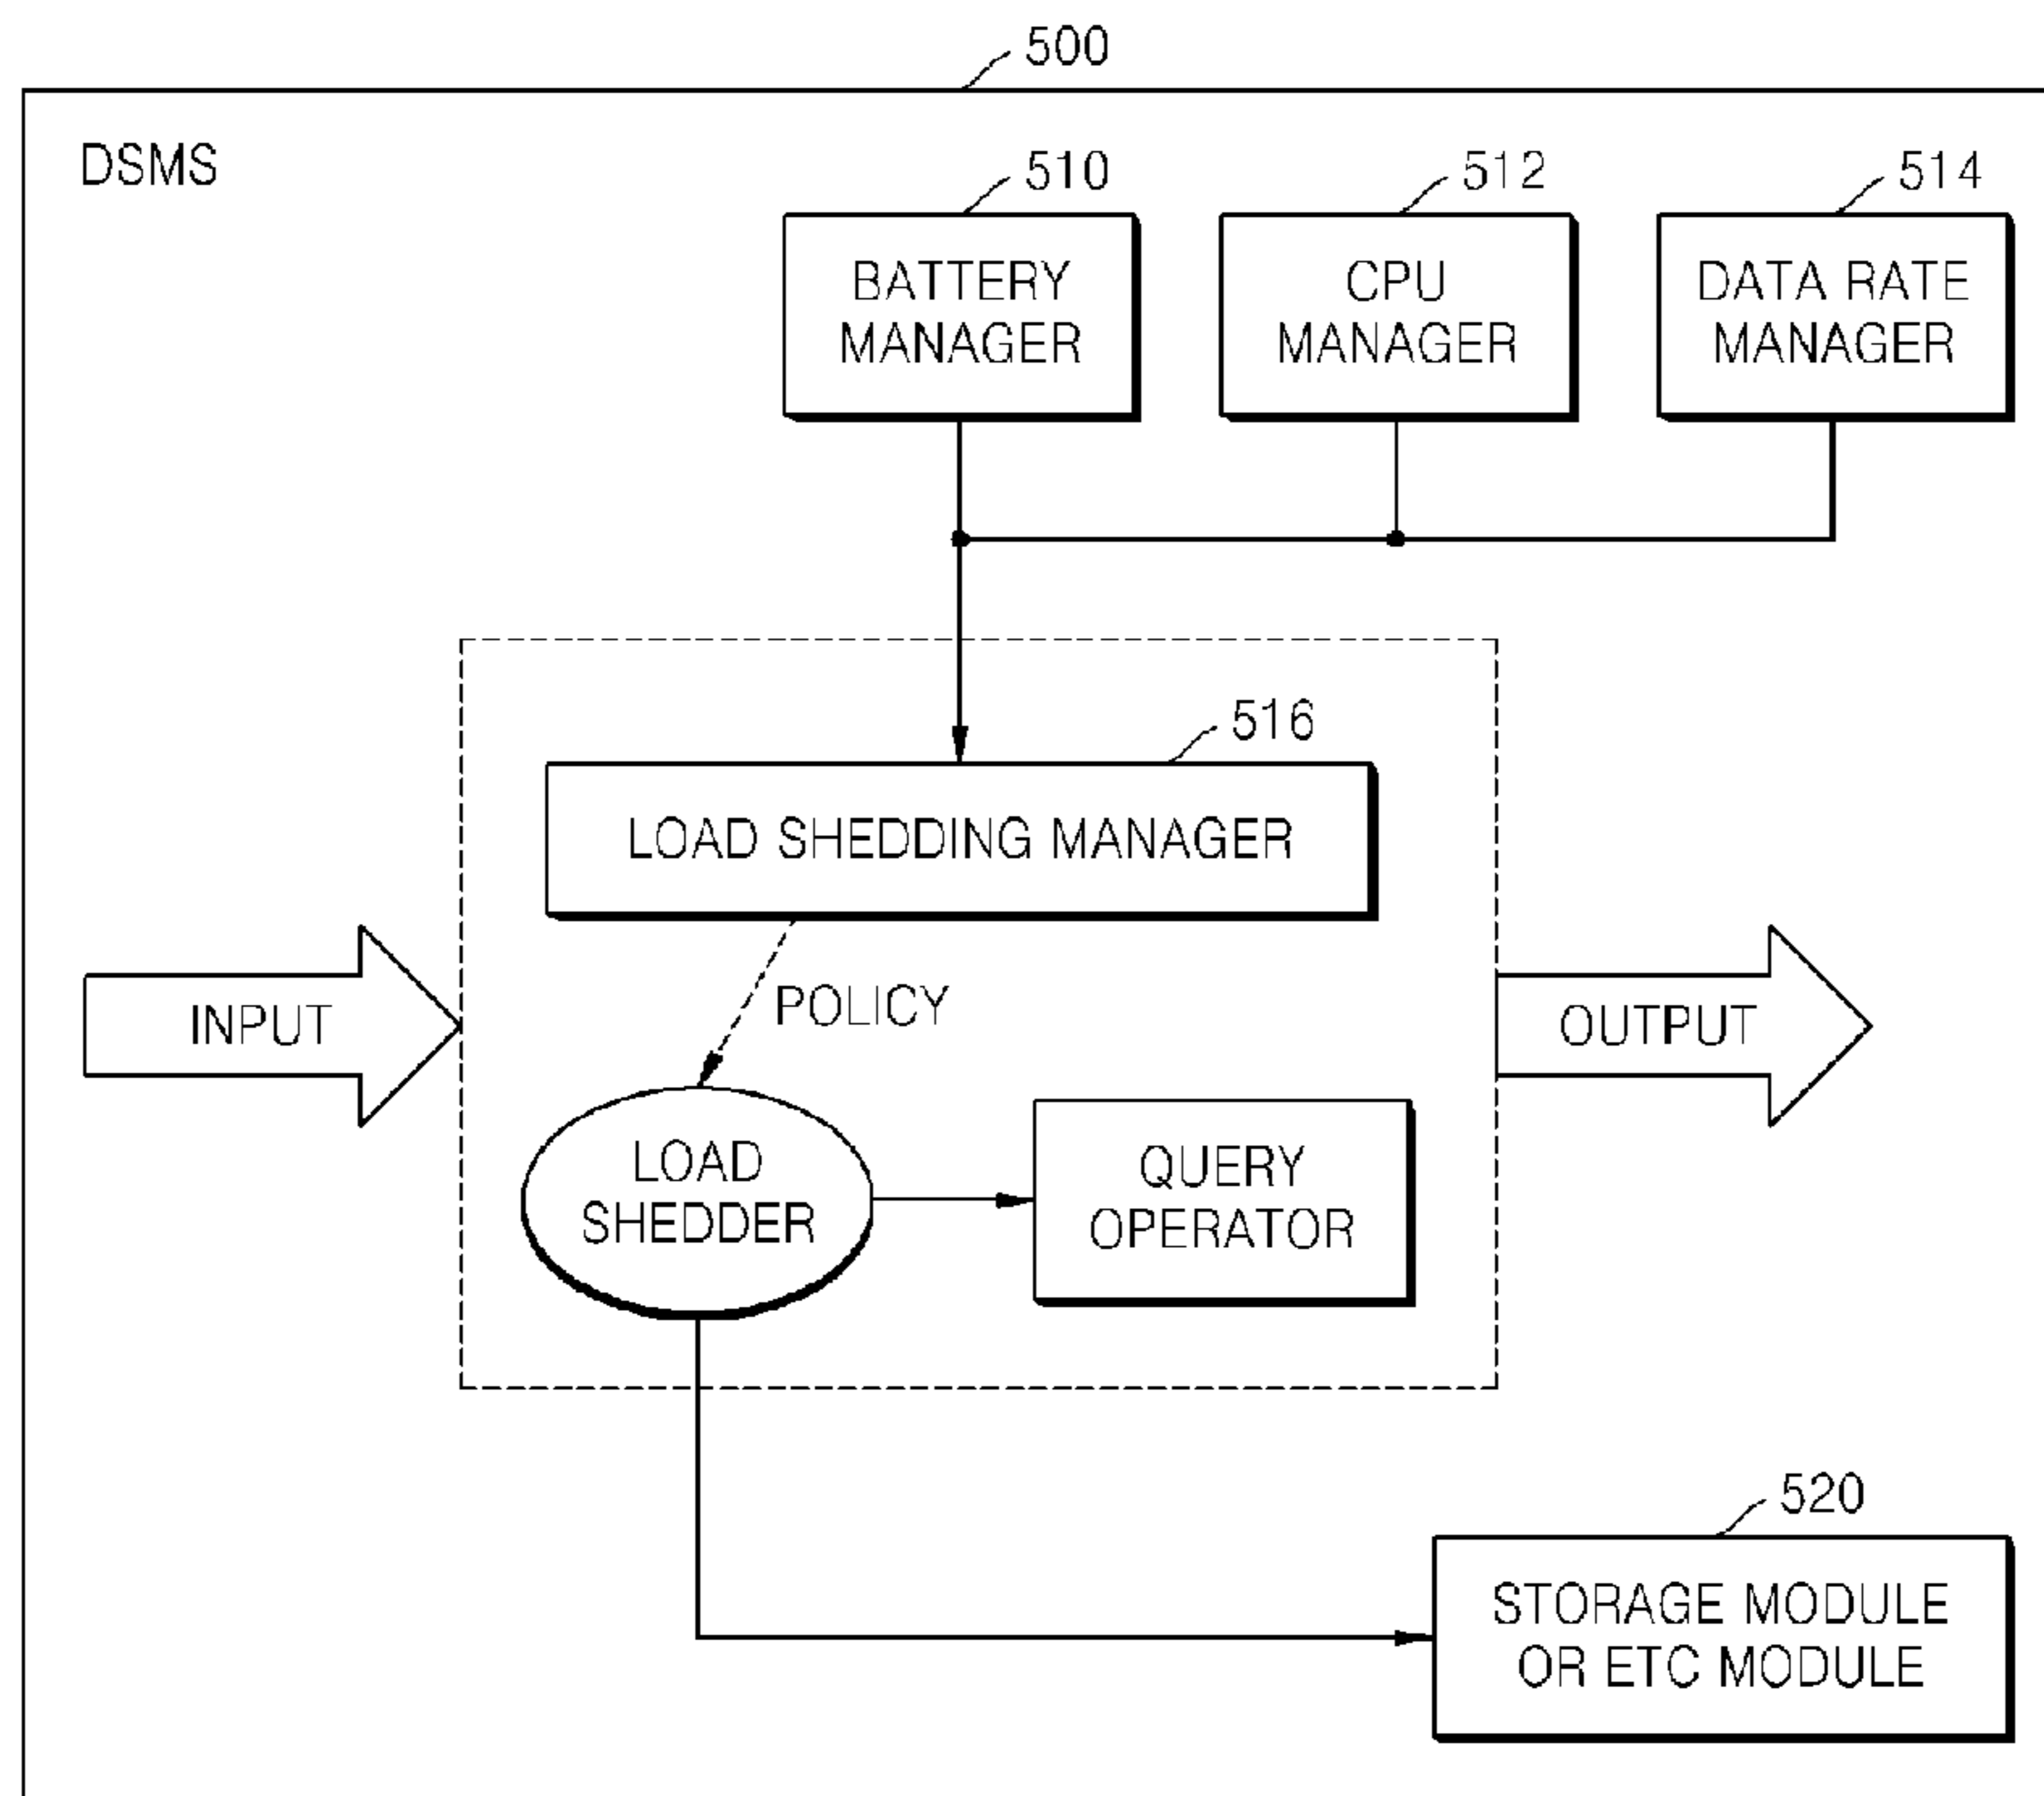 500
DSMS
510
512
514
BATTERY
MANAGER
CPU
MANAGER
DATA RATE
MANAGER
516
LOAD SHEDDING MANAGER
POLICY
INPUT
OUTPUT
LOAD
SHEDDER
QUERY
OPERATOR
520
STORAGE MODULE
OR ETC MODULE